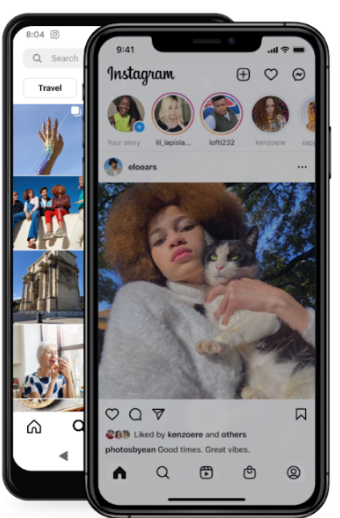 8:04
Search
Travel
9:41
Instagram
Your story
lil_lapisla...
lofti232
kenzoere
sapp
eloears
Liked by kenzoere and others
photosbyean Good times. Great vibes.